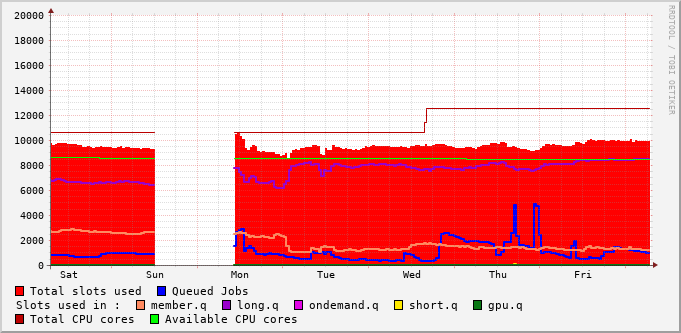 20000
18000
16000
14000
12000
10000
8000
6000
4000
2000
0
Sat Sun Mon Tue Wed Thu Fri
RRDTOOL / TOBI OETIKER
Total slots used Queued Jobs
Slots used in : member.q long.q ondemand.q short.q gpu.q
Total CPU cores Available CPU cores